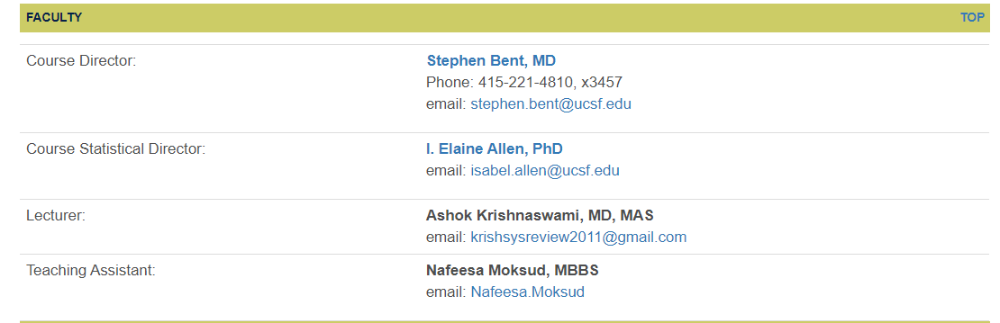 FACULTY TOP
Course Director: Stephen Bent, MD
Phone: 415-221-4810, x3457
email: stephen.bent@ucsf.edu
Course Statistical Director: I. Elaine Allen, PhD
email: isabel.allen@ucsf.edu
Lecturer: Ashok Krishnaswami, MD, MAS
email: krishsysreview2011@gmail.com
Teaching Assistant: Nafeesa Moksud, MBBS
email: Nafeesa.Moksud